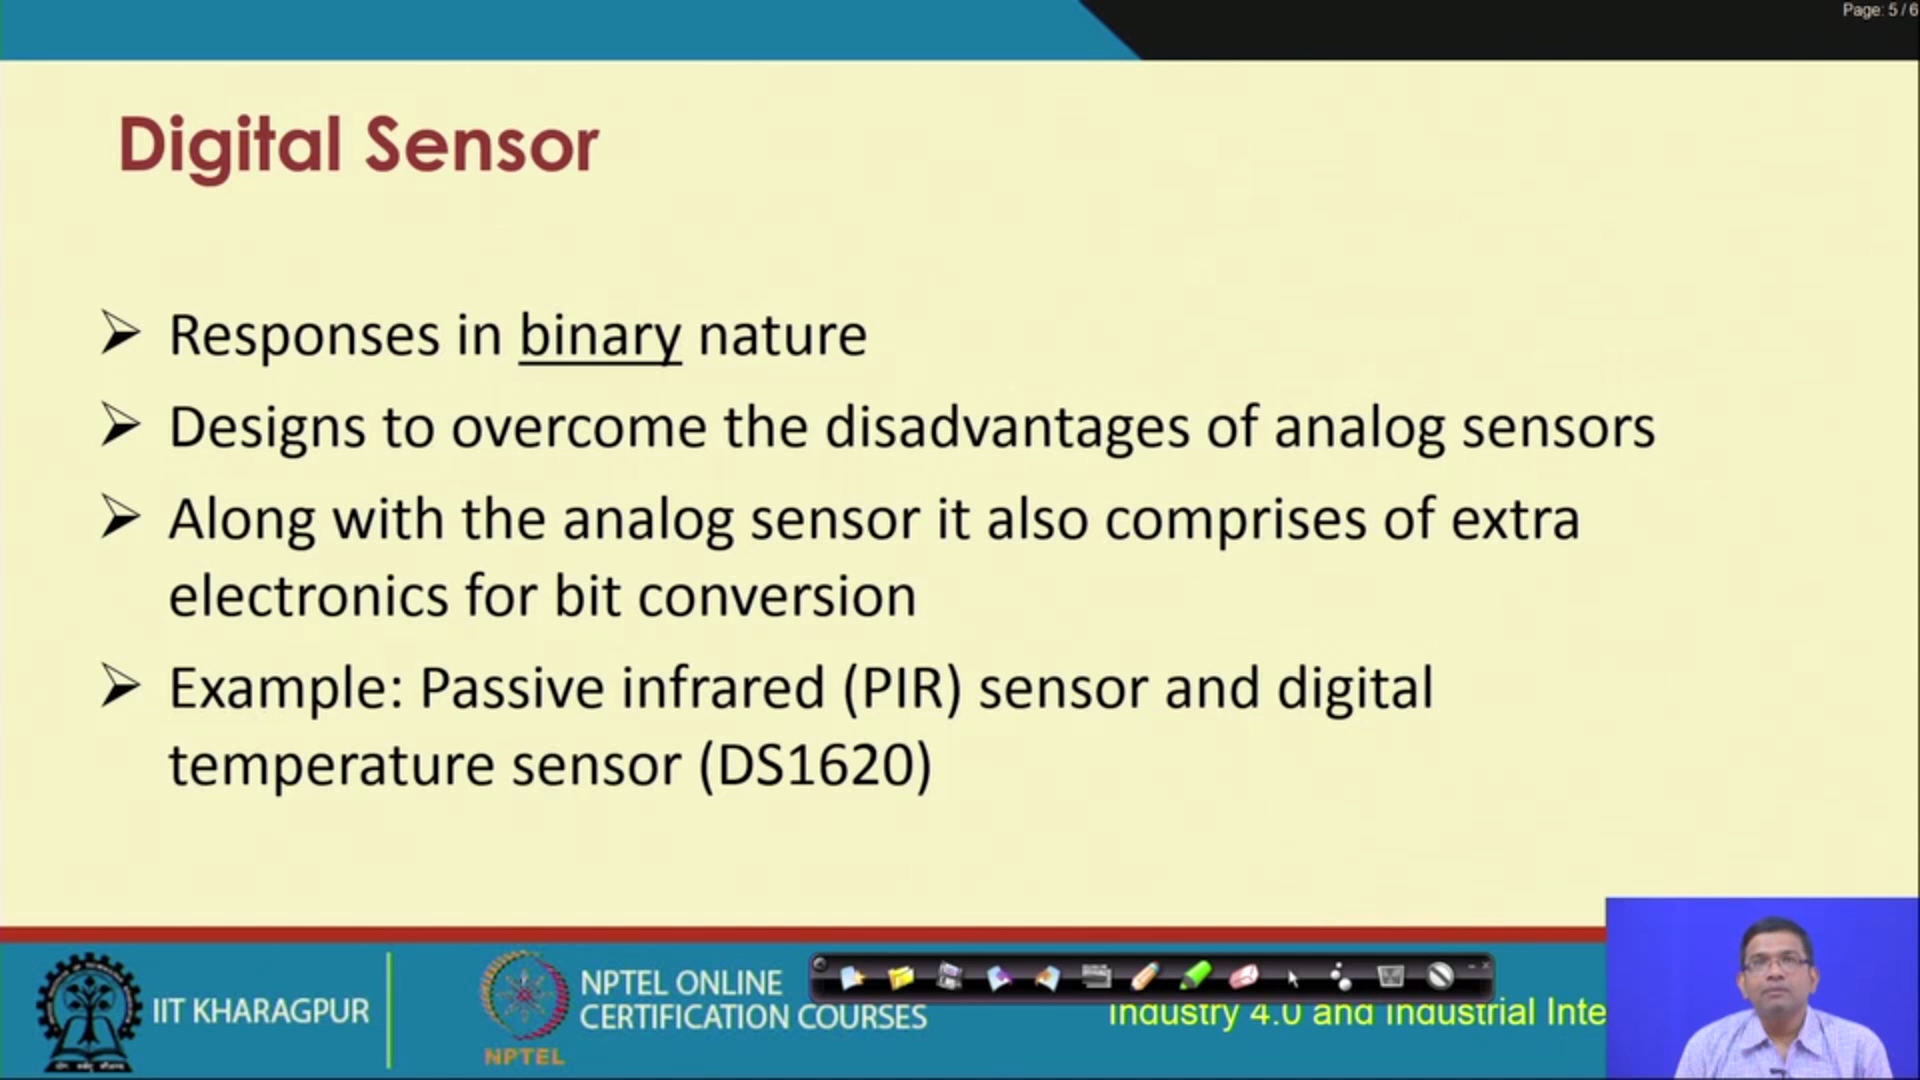 Page: 5 / 6
Digital Sensor
Responses in binary nature
Designs to overcome the disadvantages of analog sensors
Along with the analog sensor it also comprises of extra
electronics for bit conversion
Example: Passive infrared (PIR) sensor and digital
temperature sensor (DS1620)
IIT KHARAGPUR
NPTEL
NPTEL ONLINE
CERTIFICATION COURSES
Industry 4.0 and Industrial Inte